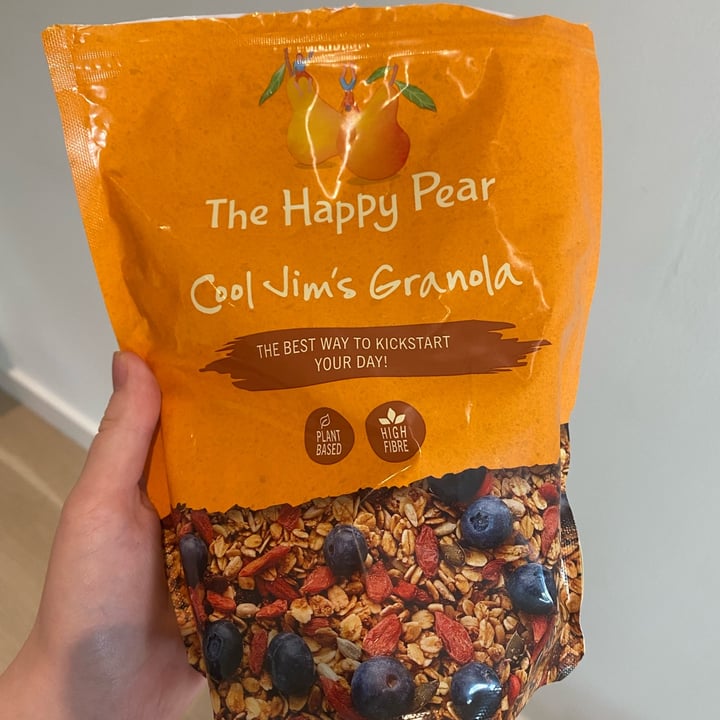 The Happy Pear
Cool Jim's Granola
THE BEST WAY TO KICKSTART
YOUR DAY!
PLANT
BASED
HIGH
FIBRE